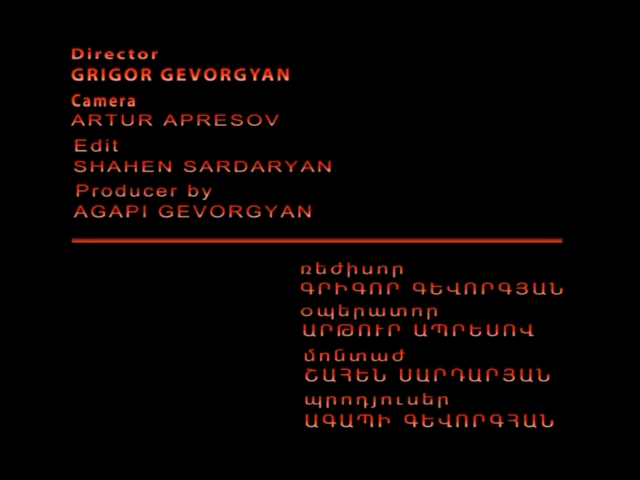 Director
GRIGOR GEVORGYAN
Camera
ARTUR APRESOV
Edit
SHAHEN SARDARYAN
Producer by
AGAPI GEVORGYAN
ռեժիսոր
ԳՐԻԳՈՐ ԳԵՎՈՐԳՅԱՆ
օպերատոր
ԱՐԹՈՒՐ ԱՊՐԵՍՈՎ
մոնտաժ
ՇԱՀԵՆ ՍԱՐԴԱՐՅԱՆ
պրոդյուսեր
ԱԳԱՊԻ ԳԵՎՈՐԳՀԱՆ